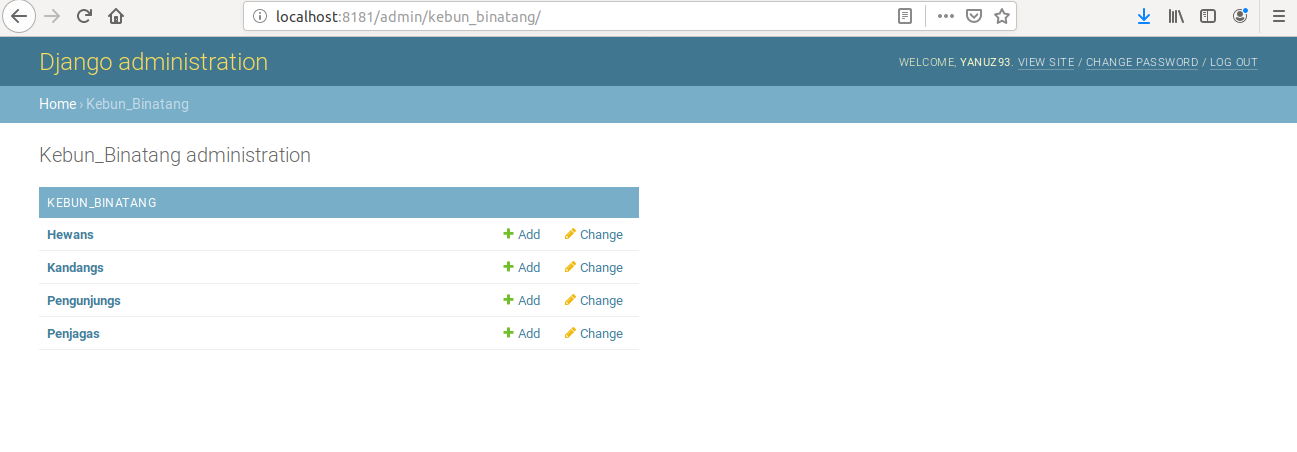 localhost:8181/admin/kebun_binatang/
Django administration
WELCOME, YANUZ93. VIEW SITE / CHANGE PASSWORD / LOG OUT
Home › Kebun_Binatang
Kebun_Binatang administration
KEBUN_BINATANG
Hewans Add Change
Kandangs Add Change
Pengunjungs Add Change
Penjagas Add Change